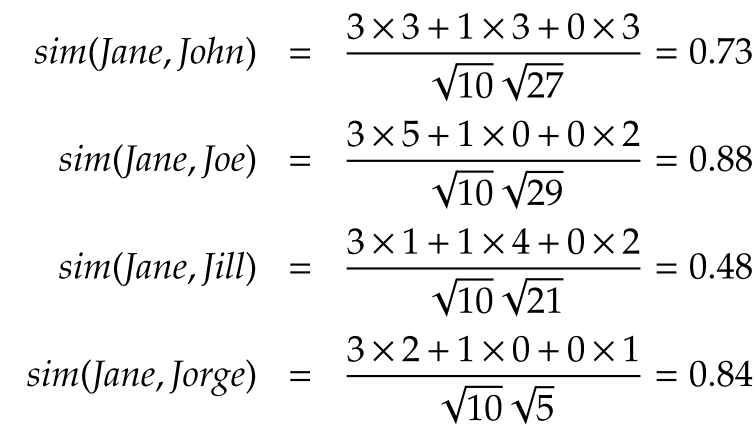 sim(Jane, John) = (3 × 3 + 1 × 3 + 0 × 3) / (√10 √27) = 0.73
sim(Jane, Joe) = (3 × 5 + 1 × 0 + 0 × 2) / (√10 √29) = 0.88
sim(Jane, Jill) = (3 × 1 + 1 × 4 + 0 × 2) / (√10 √21) = 0.48
sim(Jane, Jorge) = (3 × 2 + 1 × 0 + 0 × 1) / (√10 √5) = 0.84